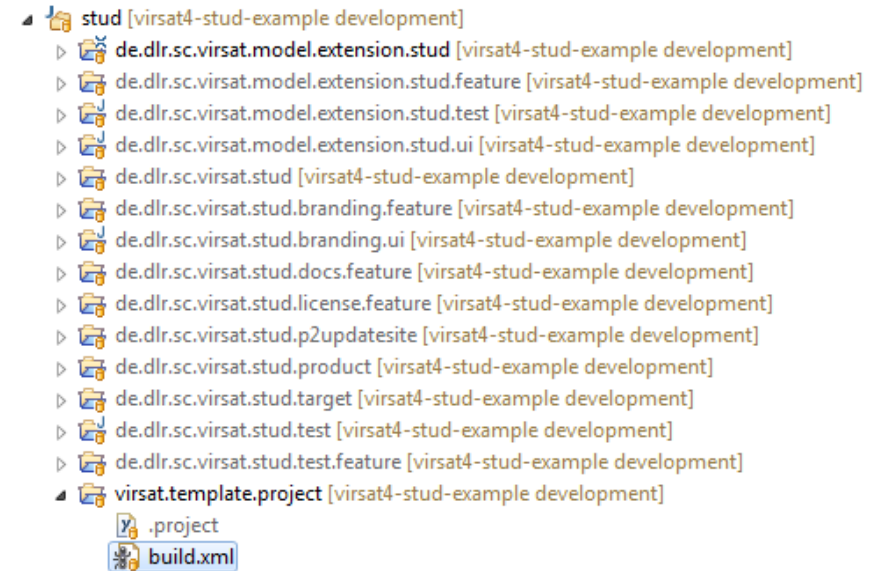 stud [virsat4-stud-example development]
de.dlr.sc.virsat.model.extension.stud [virsat4-stud-example development]
de.dlr.sc.virsat.model.extension.stud.feature [virsat4-stud-example development]
de.dlr.sc.virsat.model.extension.stud.test [virsat4-stud-example development]
de.dlr.sc.virsat.model.extension.stud.ui [virsat4-stud-example development]
de.dlr.sc.virsat.stud [virsat4-stud-example development]
de.dlr.sc.virsat.stud.branding.feature [virsat4-stud-example development]
de.dlr.sc.virsat.stud.branding.ui [virsat4-stud-example development]
de.dlr.sc.virsat.stud.docs.feature [virsat4-stud-example development]
de.dlr.sc.virsat.stud.license.feature [virsat4-stud-example development]
de.dlr.sc.virsat.stud.p2updatesite [virsat4-stud-example development]
de.dlr.sc.virsat.stud.product [virsat4-stud-example development]
de.dlr.sc.virsat.stud.target [virsat4-stud-example development]
de.dlr.sc.virsat.stud.test [virsat4-stud-example development]
de.dlr.sc.virsat.stud.test.feature [virsat4-stud-example development]
virsat.template.project [virsat4-stud-example development]
.project
build.xml